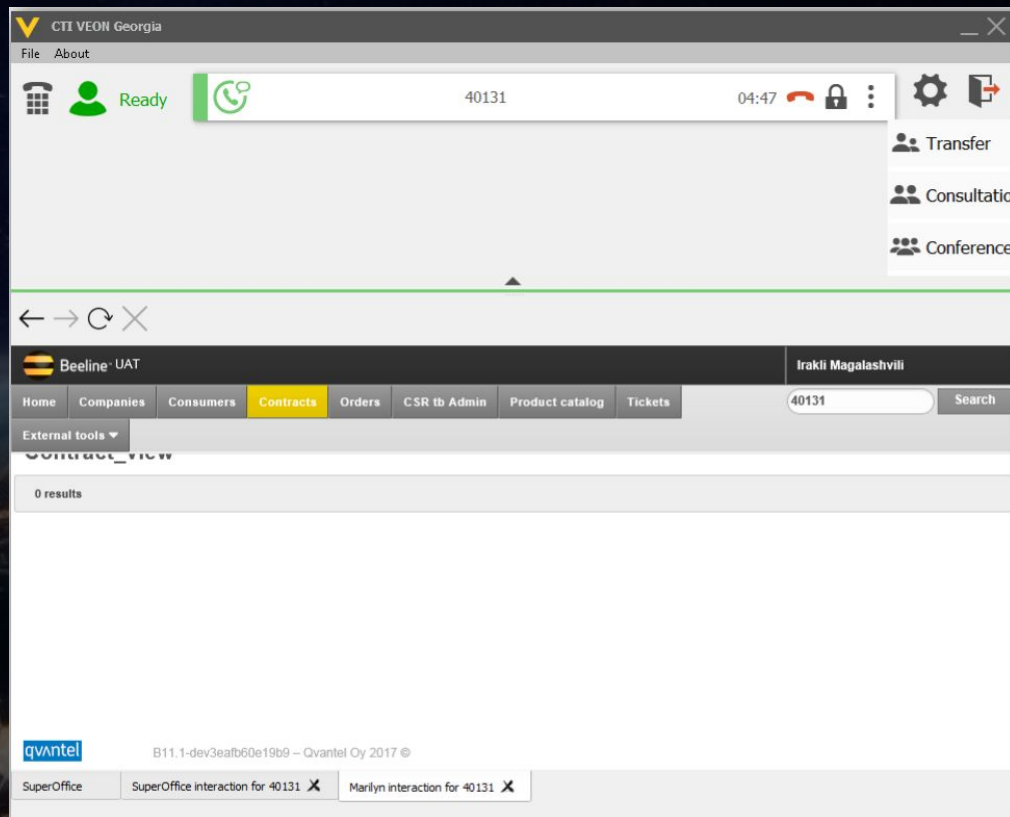 CTI VEON Georgia
File About
Ready 40131 04:47
Transfer
Consultatio
Conference
Beeline™ UAT Irakli Magalashvili
Home Companies Consumers Contracts Orders CSR tb Admin Product catalog Tickets 40131 Search
External tools
Contract_view
0 results
qvantel B11.1-dev3eafb60e19b9 – Qvantel Oy 2017 ©
SuperOffice SuperOffice interaction for 40131 Marilyn interaction for 40131